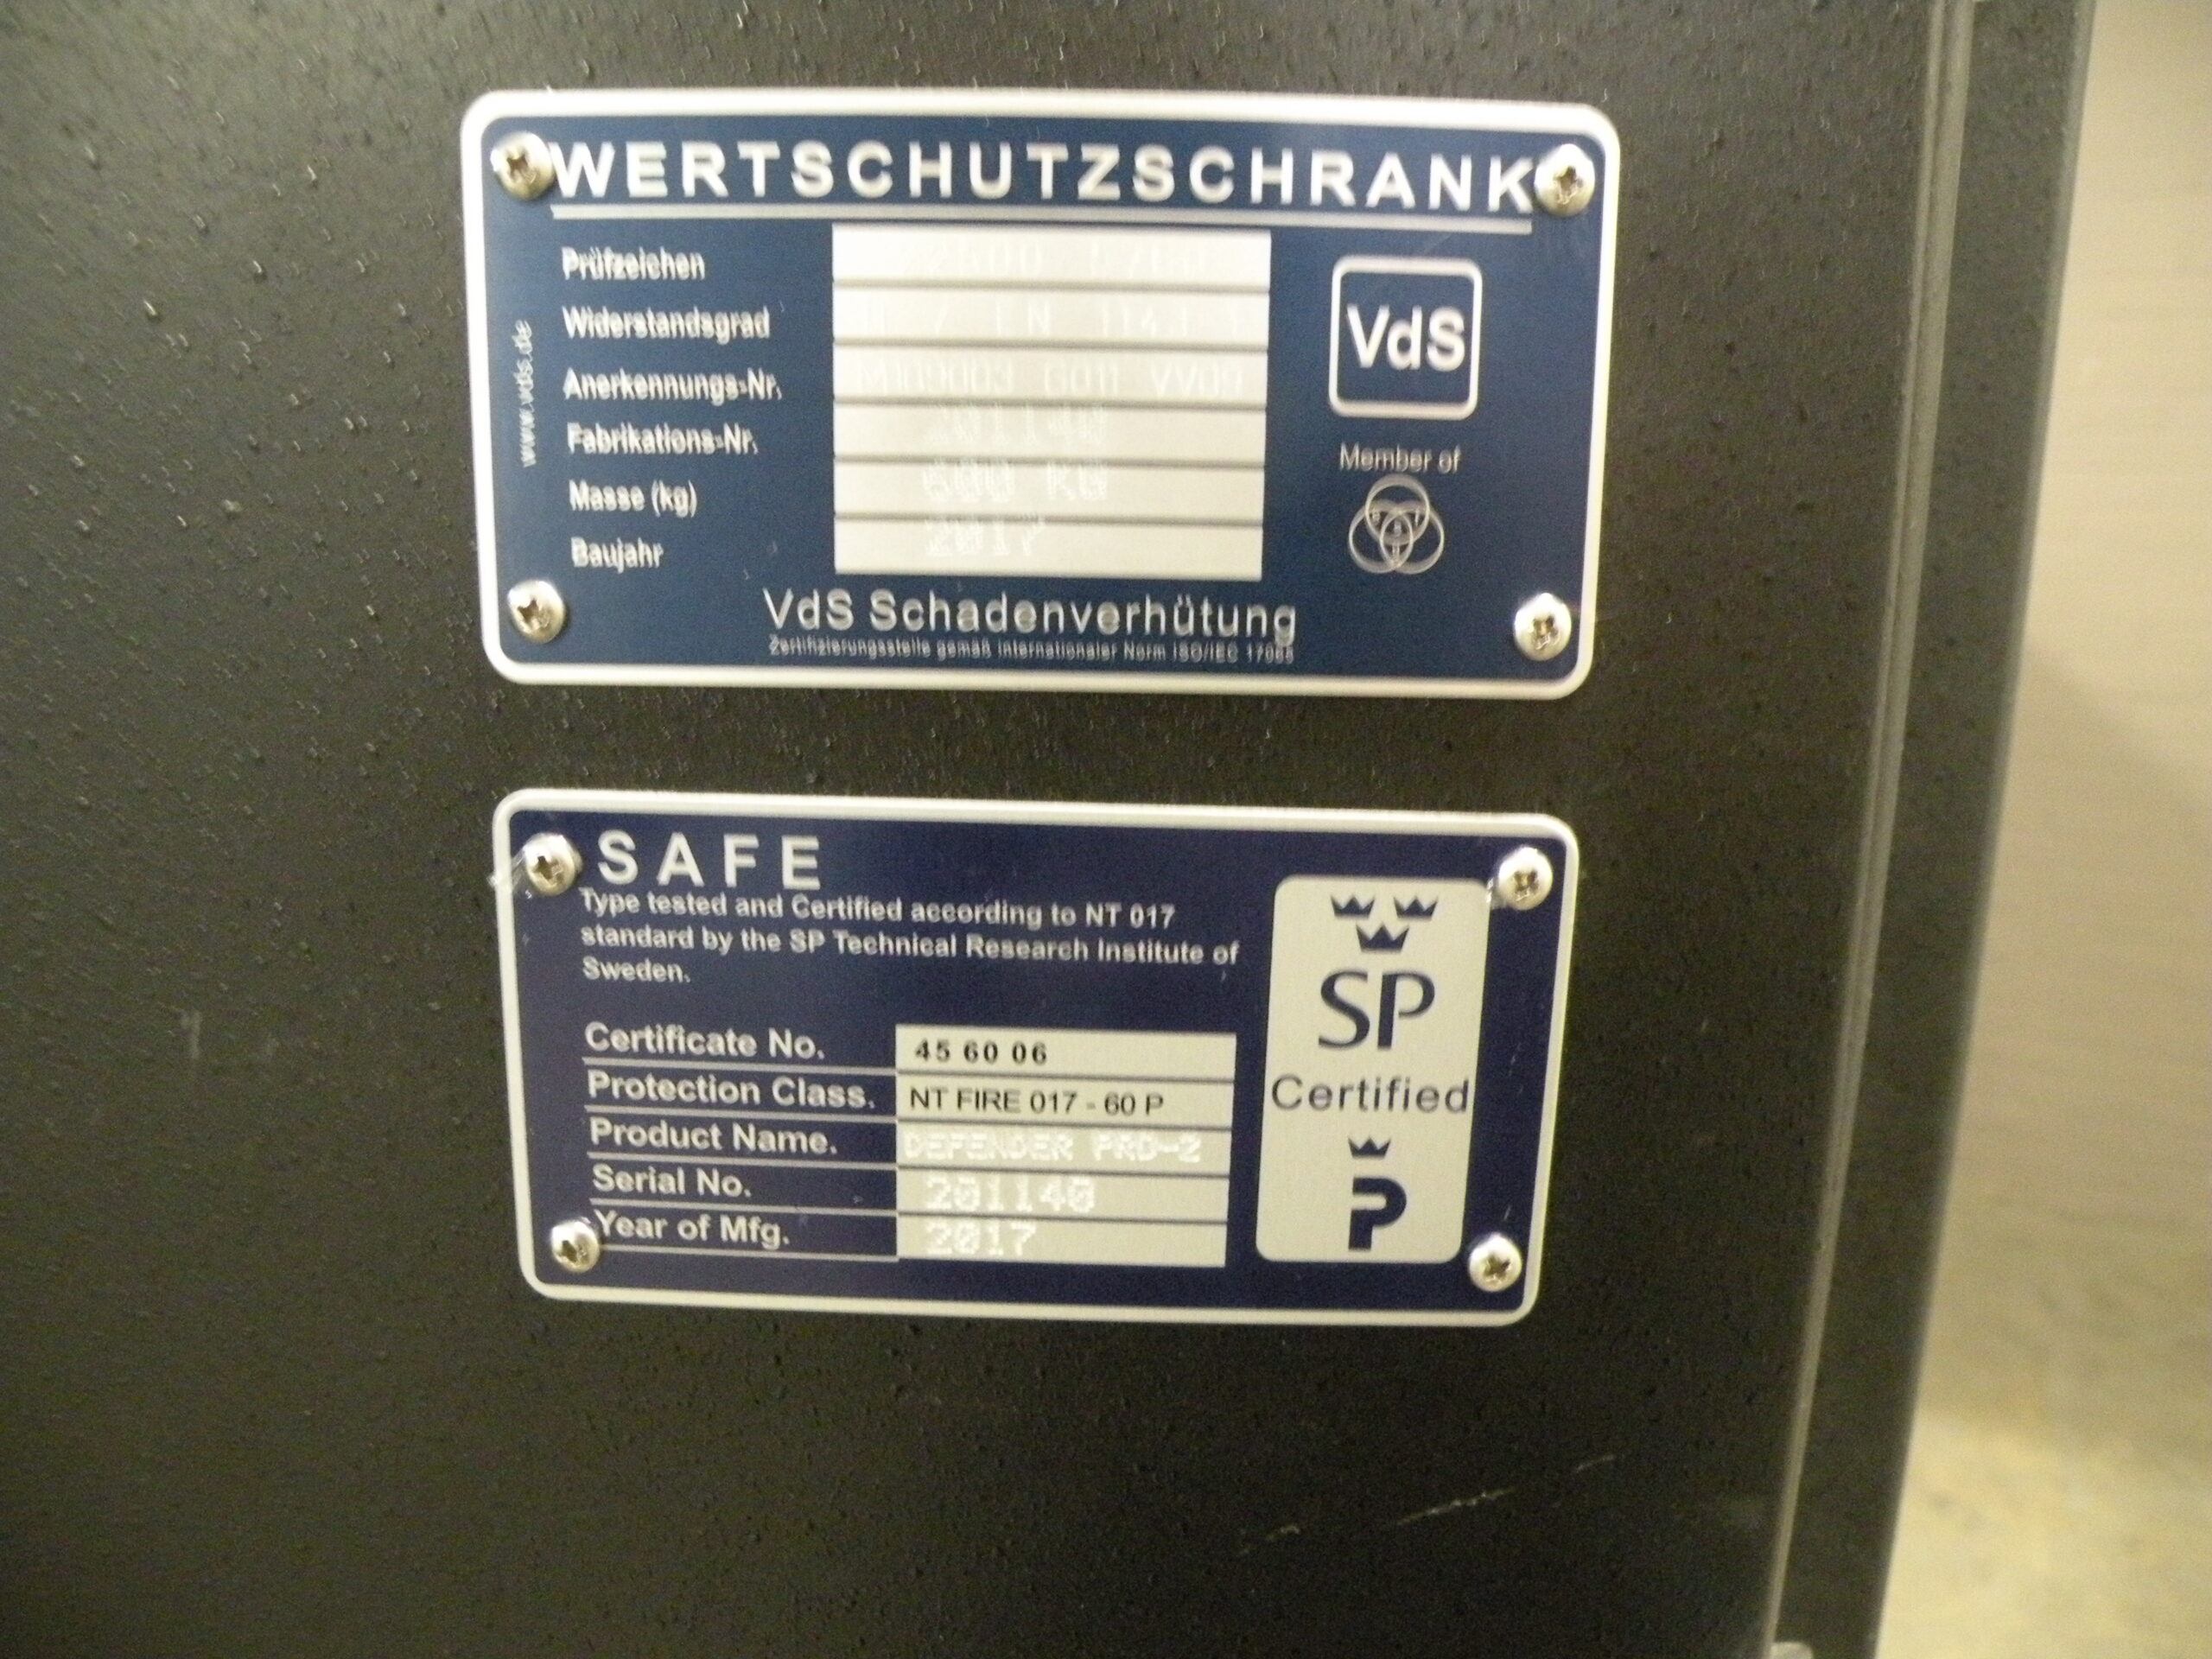 WERTSCHUTZSCHRANK
Prüfzeichen
Widerstandsgrad
Anerkennungs-Nr.
Fabrikations-Nr. 201140
Masse (kg) 600 KG
Baujahr 2017
www.vds.de
VdS
Member of
VdS Schadenverhütung
Zertifizierungsstelle gemäß internationaler Norm ISO/IEC 17065
SAFE
Type tested and Certified according to NT 017
standard by the SP Technical Research Institute of
Sweden.
Certificate No. 45 60 06
Protection Class. NT FIRE 017 - 60 P
Product Name. DEFENDER PRO-2
Serial No. 201140
Year of Mfg. 2017
SP
Certified
P